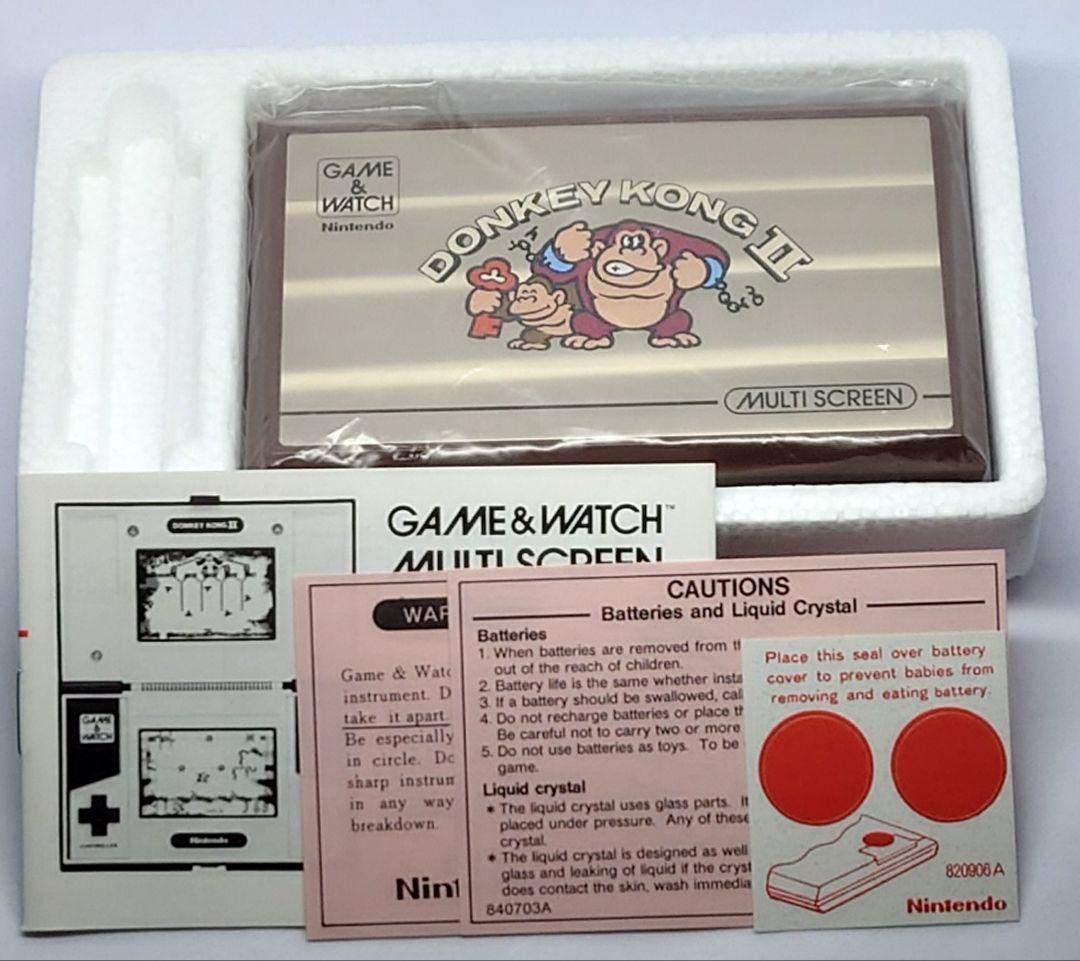 GAME
&
WATCH
Nintendo
DONKEY KONG II
MULTI SCREEN
DONKEY KONG II
GAME
&
WATCH
Nintendo
CONTROLLER
GAME & WATCH™
MULTI SCREEN
WAR
Game & Watc
instrument. D
take it apart.
Be especially
in circle. Do
sharp instrum
in any way
breakdown.
Nint
CAUTIONS
Batteries and Liquid Crystal
Batteries
1. When batteries are removed from th
out of the reach of children.
2. Battery life is the same whether insta
3. If a battery should be swallowed, cal
4. Do not recharge batteries or place th
Be careful not to carry two or more
5. Do not use batteries as toys. To be
game.
Liquid crystal
* The liquid crystal uses glass parts. It
placed under pressure. Any of these
crystal.
* The liquid crystal is designed as well
glass and leaking of liquid if the cryst
does contact the skin, wash immedia
840703A
Place this seal over battery
cover to prevent babies from
removing and eating battery.
820906A
Nintendo